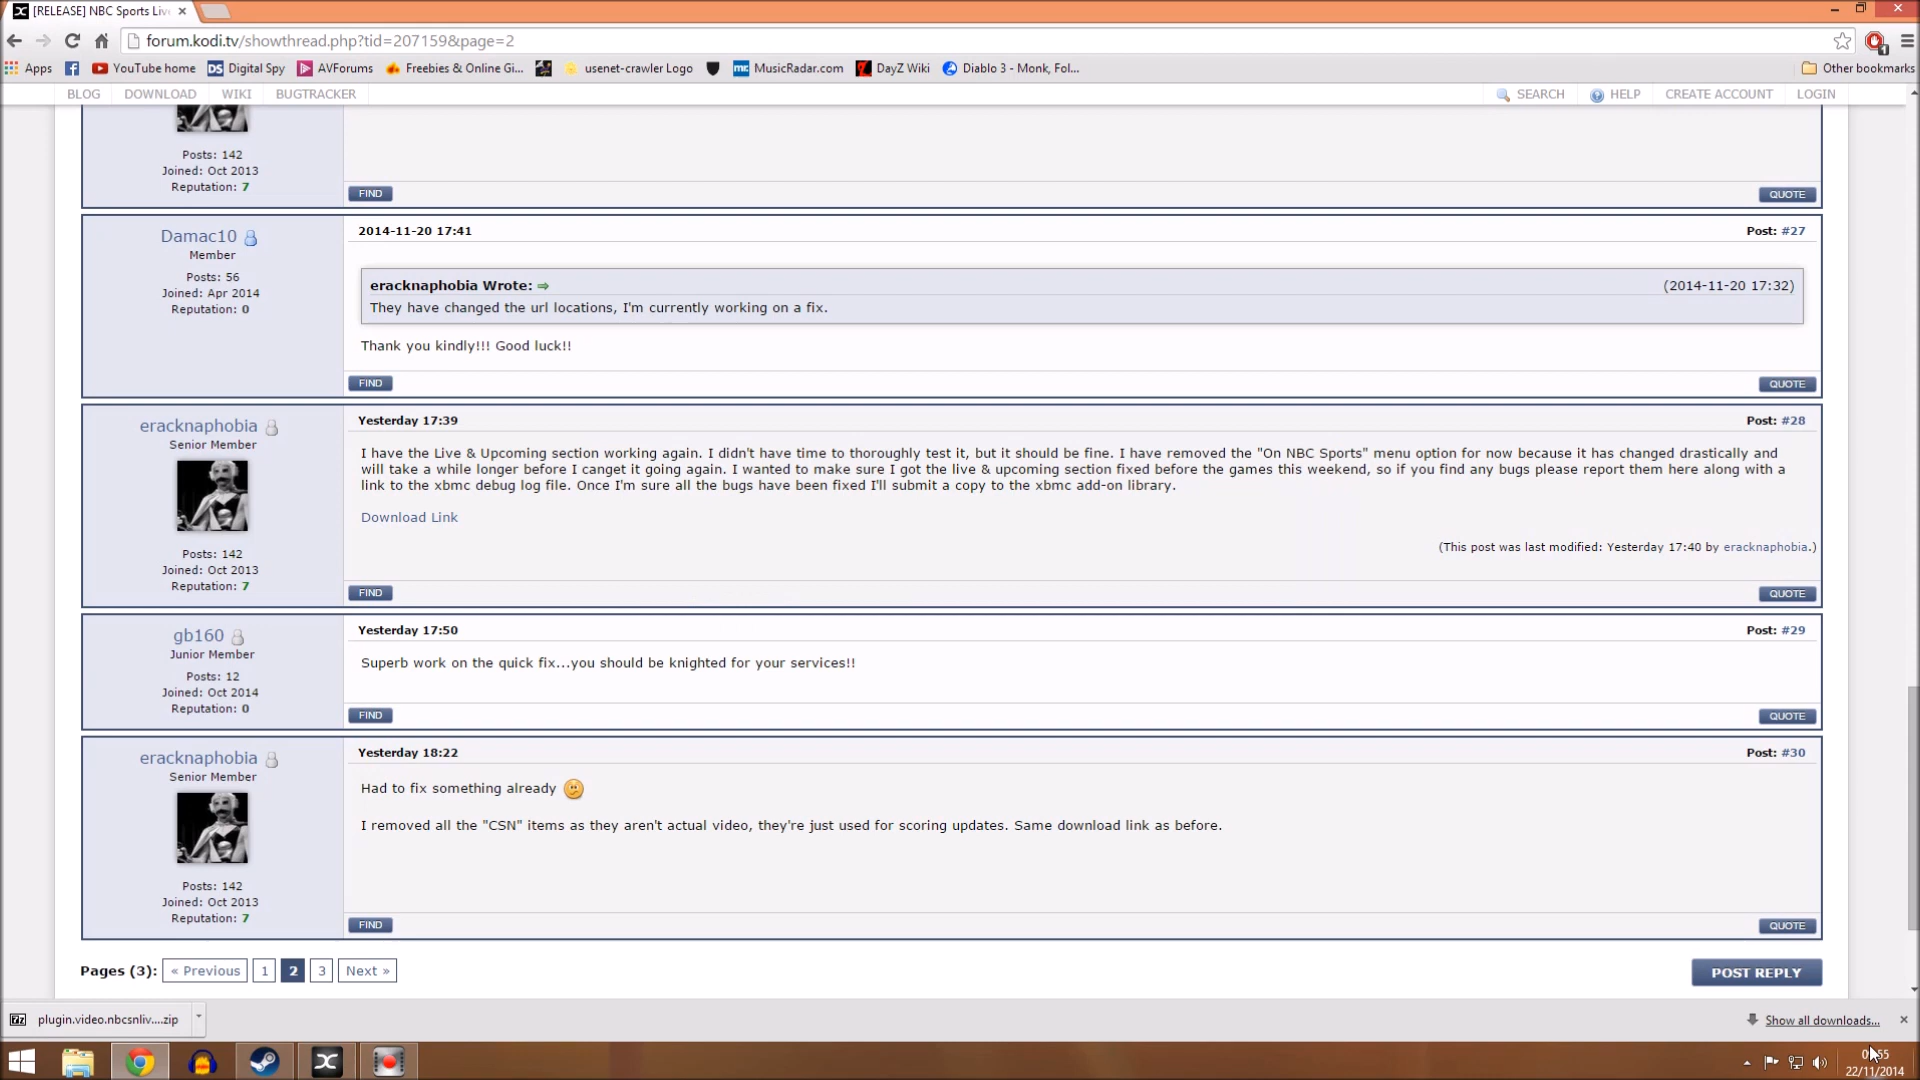 [RELEASE] NBC Sports Liv
forum.kodi.tv/showthread.php?tid=207159&page=2
Apps YouTube home DS Digital Spy AVForums Freebies & Online Gi... usenet-crawler Logo MusicRadar.com DayZ Wiki Diablo 3 - Monk, Fol... Other bookmarks
BLOG DOWNLOAD WIKI BUGTRACKER SEARCH HELP CREATE ACCOUNT LOGIN
Posts: 142
Joined: Oct 2013
Reputation: 7
FIND QUOTE
Damac10
Member
Posts: 56
Joined: Apr 2014
Reputation: 0
2014-11-20 17:41 Post: #27
eracknaphobia Wrote: (2014-11-20 17:32)
They have changed the url locations, I'm currently working on a fix.
Thank you kindly!!! Good luck!!
FIND QUOTE
eracknaphobia
Senior Member
Posts: 142
Joined: Oct 2013
Reputation: 7
Yesterday 17:39 Post: #28
I have the Live & Upcoming section working again. I didn't have time to thoroughly test it, but it should be fine. I have removed the "On NBC Sports" menu option for now because it has changed drastically and
will take a while longer before I canget it going again. I wanted to make sure I got the live & upcoming section fixed before the games this weekend, so if you find any bugs please report them here along with a
link to the xbmc debug log file. Once I'm sure all the bugs have been fixed I'll submit a copy to the xbmc add-on library.
Download Link
(This post was last modified: Yesterday 17:40 by eracknaphobia.)
FIND QUOTE
gb160
Junior Member
Posts: 12
Joined: Oct 2014
Reputation: 0
Yesterday 17:50 Post: #29
Superb work on the quick fix...you should be knighted for your services!!
FIND QUOTE
eracknaphobia
Senior Member
Posts: 142
Joined: Oct 2013
Reputation: 7
Yesterday 18:22 Post: #30
Had to fix something already
I removed all the "CSN" items as they aren't actual video, they're just used for scoring updates. Same download link as before.
FIND QUOTE
Pages (3): « Previous 1 2 3 Next » POST REPLY
plugin.video.nbcsnliv....zip Show all downloads...
22/11/2014